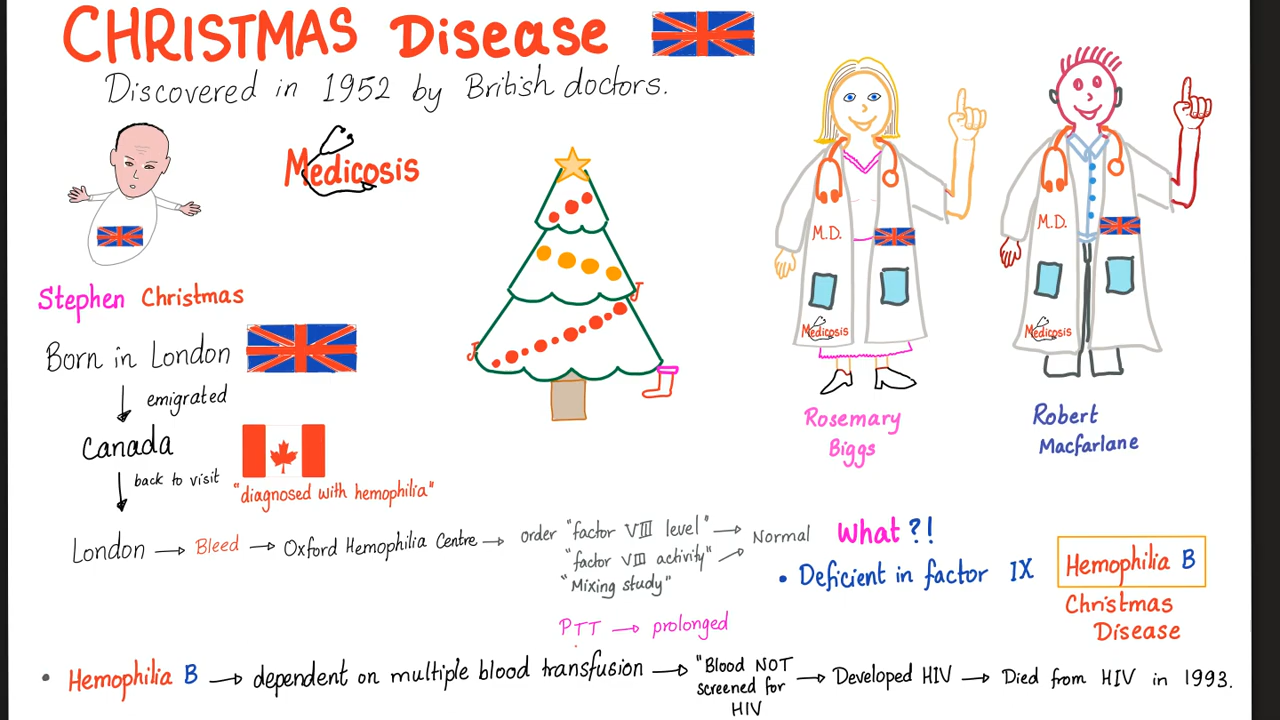 CHRISTMAS Disease
Discovered in 1952 by British doctors.
Medicosis
Stephen Christmas
Born in London
emigrated
Canada
back to visit
"diagnosed with hemophilia"
London → Bleed → Oxford Hemophilia Centre → order "factor VIII level" → Normal
"factor VIII activity"
"Mixing study"
PTT → prolonged
What?!
• Deficient in factor IX
Hemophilia B
Christmas
Disease
M.D.
Medicosis
Rosemary
Biggs
M.D.
Medicosis
Robert
Macfarlane
• Hemophilia B → dependent on multiple blood transfusion → "Blood NOT
screened for
HIV
→ Developed HIV → Died from HIV in 1993.